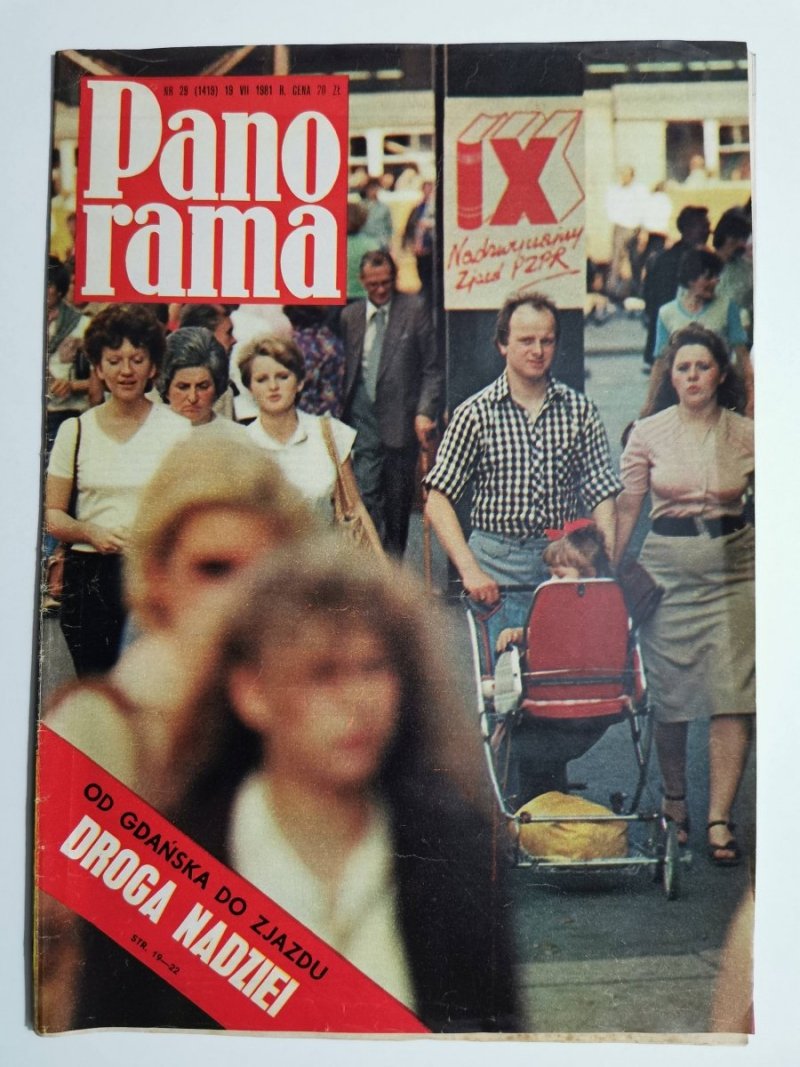 NR 29 (1419) 19 VII 1981 R. CENA 20 ZŁ
Pano
rama
IX
Nadzwyczajny
Zjazd PZPR
OD GDAŃSKA DO ZJAZDU
DROGA NADZIEI
STR. 19—22